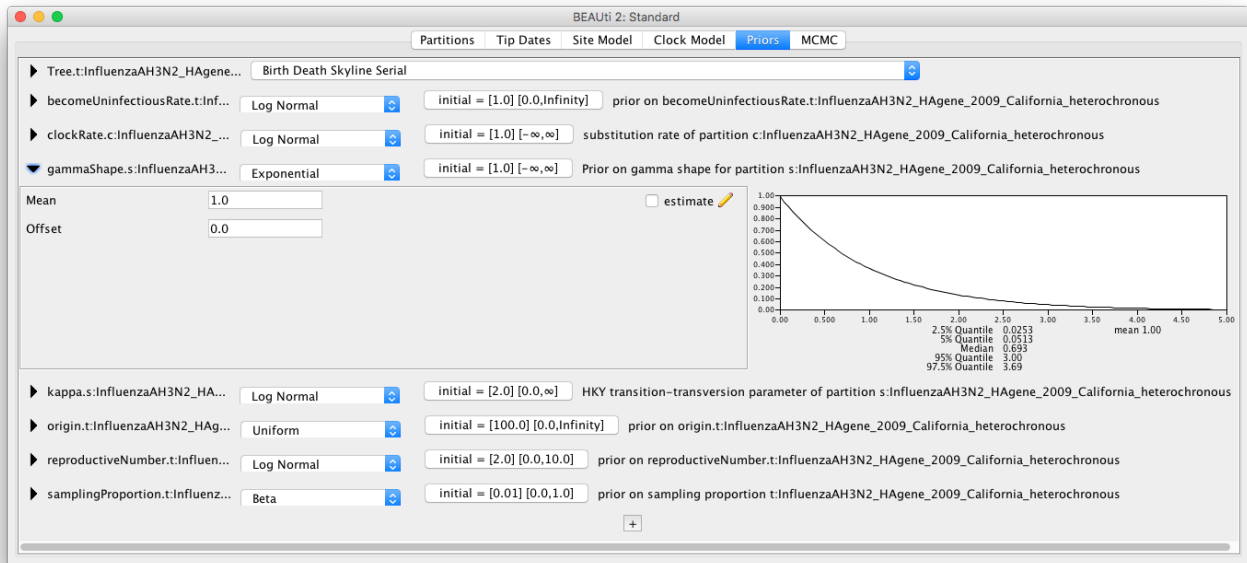 BEAUti 2: Standard
Partitions Tip Dates Site Model Clock Model Priors MCMC
Tree.t:InfluenzaAH3N2_HAgene... Birth Death Skyline Serial
becomeUninfectiousRate.t:Inf... Log Normal initial = [1.0] [0.0,Infinity] prior on becomeUninfectiousRate.t:InfluenzaAH3N2_HAgene_2009_California_heterochronous
clockRate.c:InfluenzaAH3N2_... Log Normal initial = [1.0] [-∞,∞] substitution rate of partition c:InfluenzaAH3N2_HAgene_2009_California_heterochronous
gammaShape.s:InfluenzaAH3... Exponential initial = [1.0] [-∞,∞] Prior on gamma shape for partition s:InfluenzaAH3N2_HAgene_2009_California_heterochronous
Mean 1.0 estimate
Offset 0.0
1.00
0.900
0.800
0.700
0.600
0.500
0.400
0.300
0.200
0.100
0.00
0.00 0.500 1.00 1.50 2.00 2.50 3.00 3.50 4.00 4.50 5.00
2.5% Quantile 0.0253 mean 1.00
5% Quantile 0.0513
Median 0.693
95% Quantile 3.00
97.5% Quantile 3.69
kappa.s:InfluenzaAH3N2_HA... Log Normal initial = [2.0] [0.0,∞] HKY transition-transversion parameter of partition s:InfluenzaAH3N2_HAgene_2009_California_heterochronous
origin.t:InfluenzaAH3N2_HAg... Uniform initial = [100.0] [0.0,Infinity] prior on origin.t:InfluenzaAH3N2_HAgene_2009_California_heterochronous
reproductiveNumber.t:Influen... Log Normal initial = [2.0] [0.0,10.0] prior on reproductiveNumber.t:InfluenzaAH3N2_HAgene_2009_California_heterochronous
samplingProportion.t:Influenz... Beta initial = [0.01] [0.0,1.0] prior on sampling proportion t:InfluenzaAH3N2_HAgene_2009_California_heterochronous
+